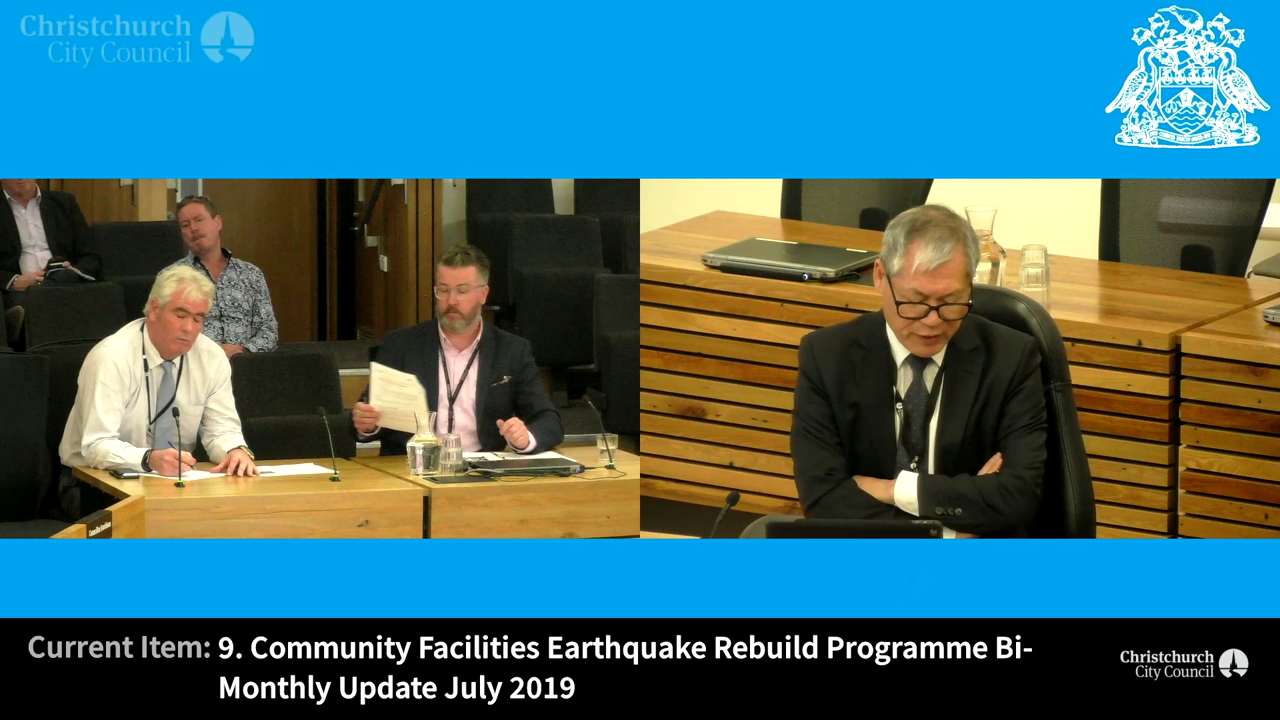 Christchurch
City Council
Current Item: 9. Community Facilities Earthquake Rebuild Programme Bi-
Monthly Update July 2019
Christchurch
City Council